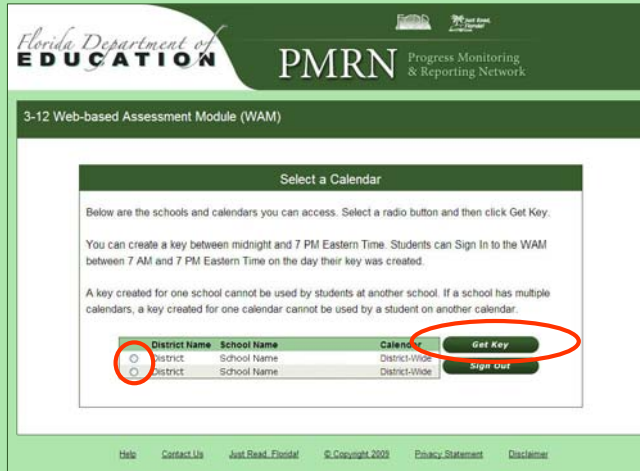 Florida Department of
EDUCATION
Just Read,
Florida!
PMRN Progress Monitoring
& Reporting Network
3-12 Web-based Assessment Module (WAM)
Select a Calendar
Below are the schools and calendars you can access. Select a radio button and then click Get Key.
You can create a key between midnight and 7 PM Eastern Time. Students can Sign In to the WAM
between 7 AM and 7 PM Eastern Time on the day their key was created.
A key created for one school cannot be used by students at another school. If a school has multiple
calendars, a key created for one calendar cannot be used by a student on another calendar.
District Name School Name Calendar Get Key
District School Name District-Wide
District School Name District-Wide Sign Out
Help Contact Us Just Read, Florida! © Copyright 2009 Privacy Statement Disclaimer